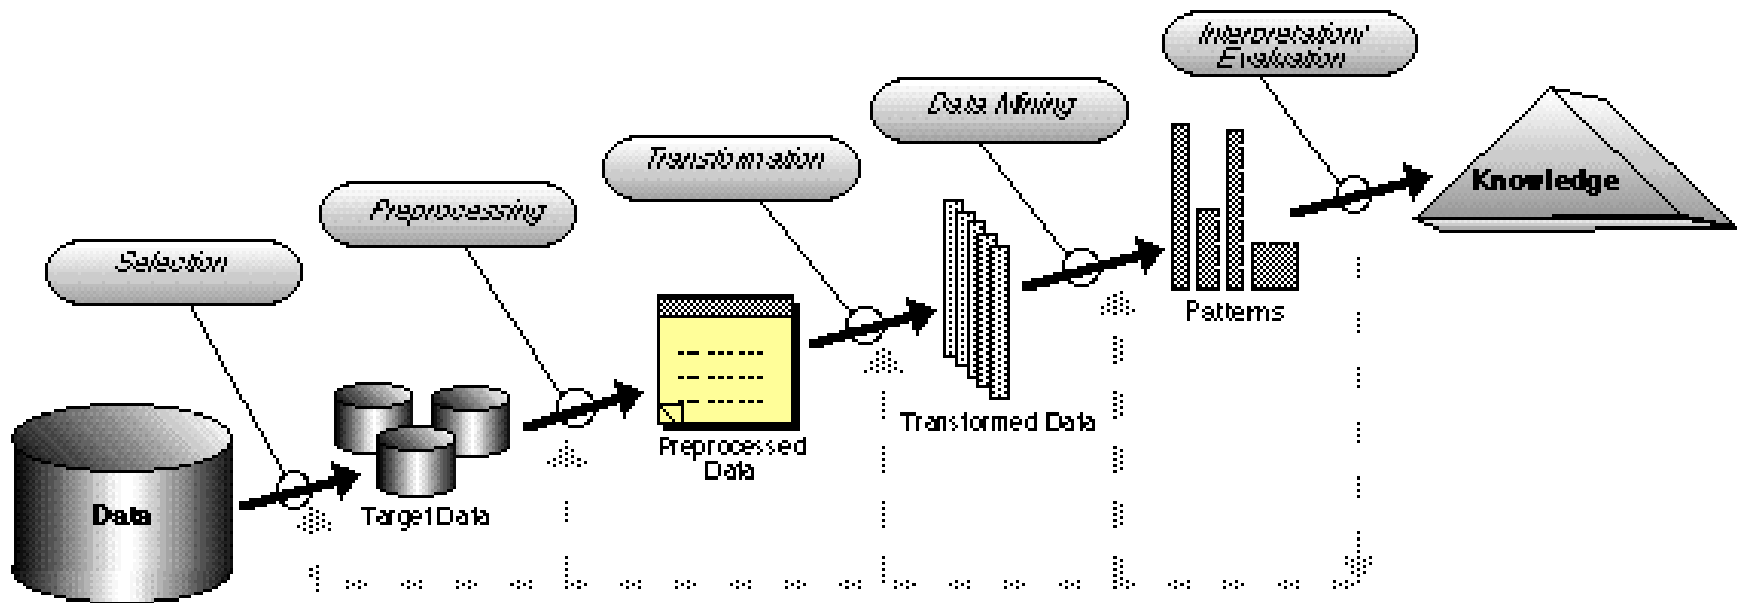 Interpretation/
Evaluation
Data Mining
Transformation
Preprocessing
Selection
Knowledge
Patterns
Transformed Data
Preprocessed
Data
Target Data
Data